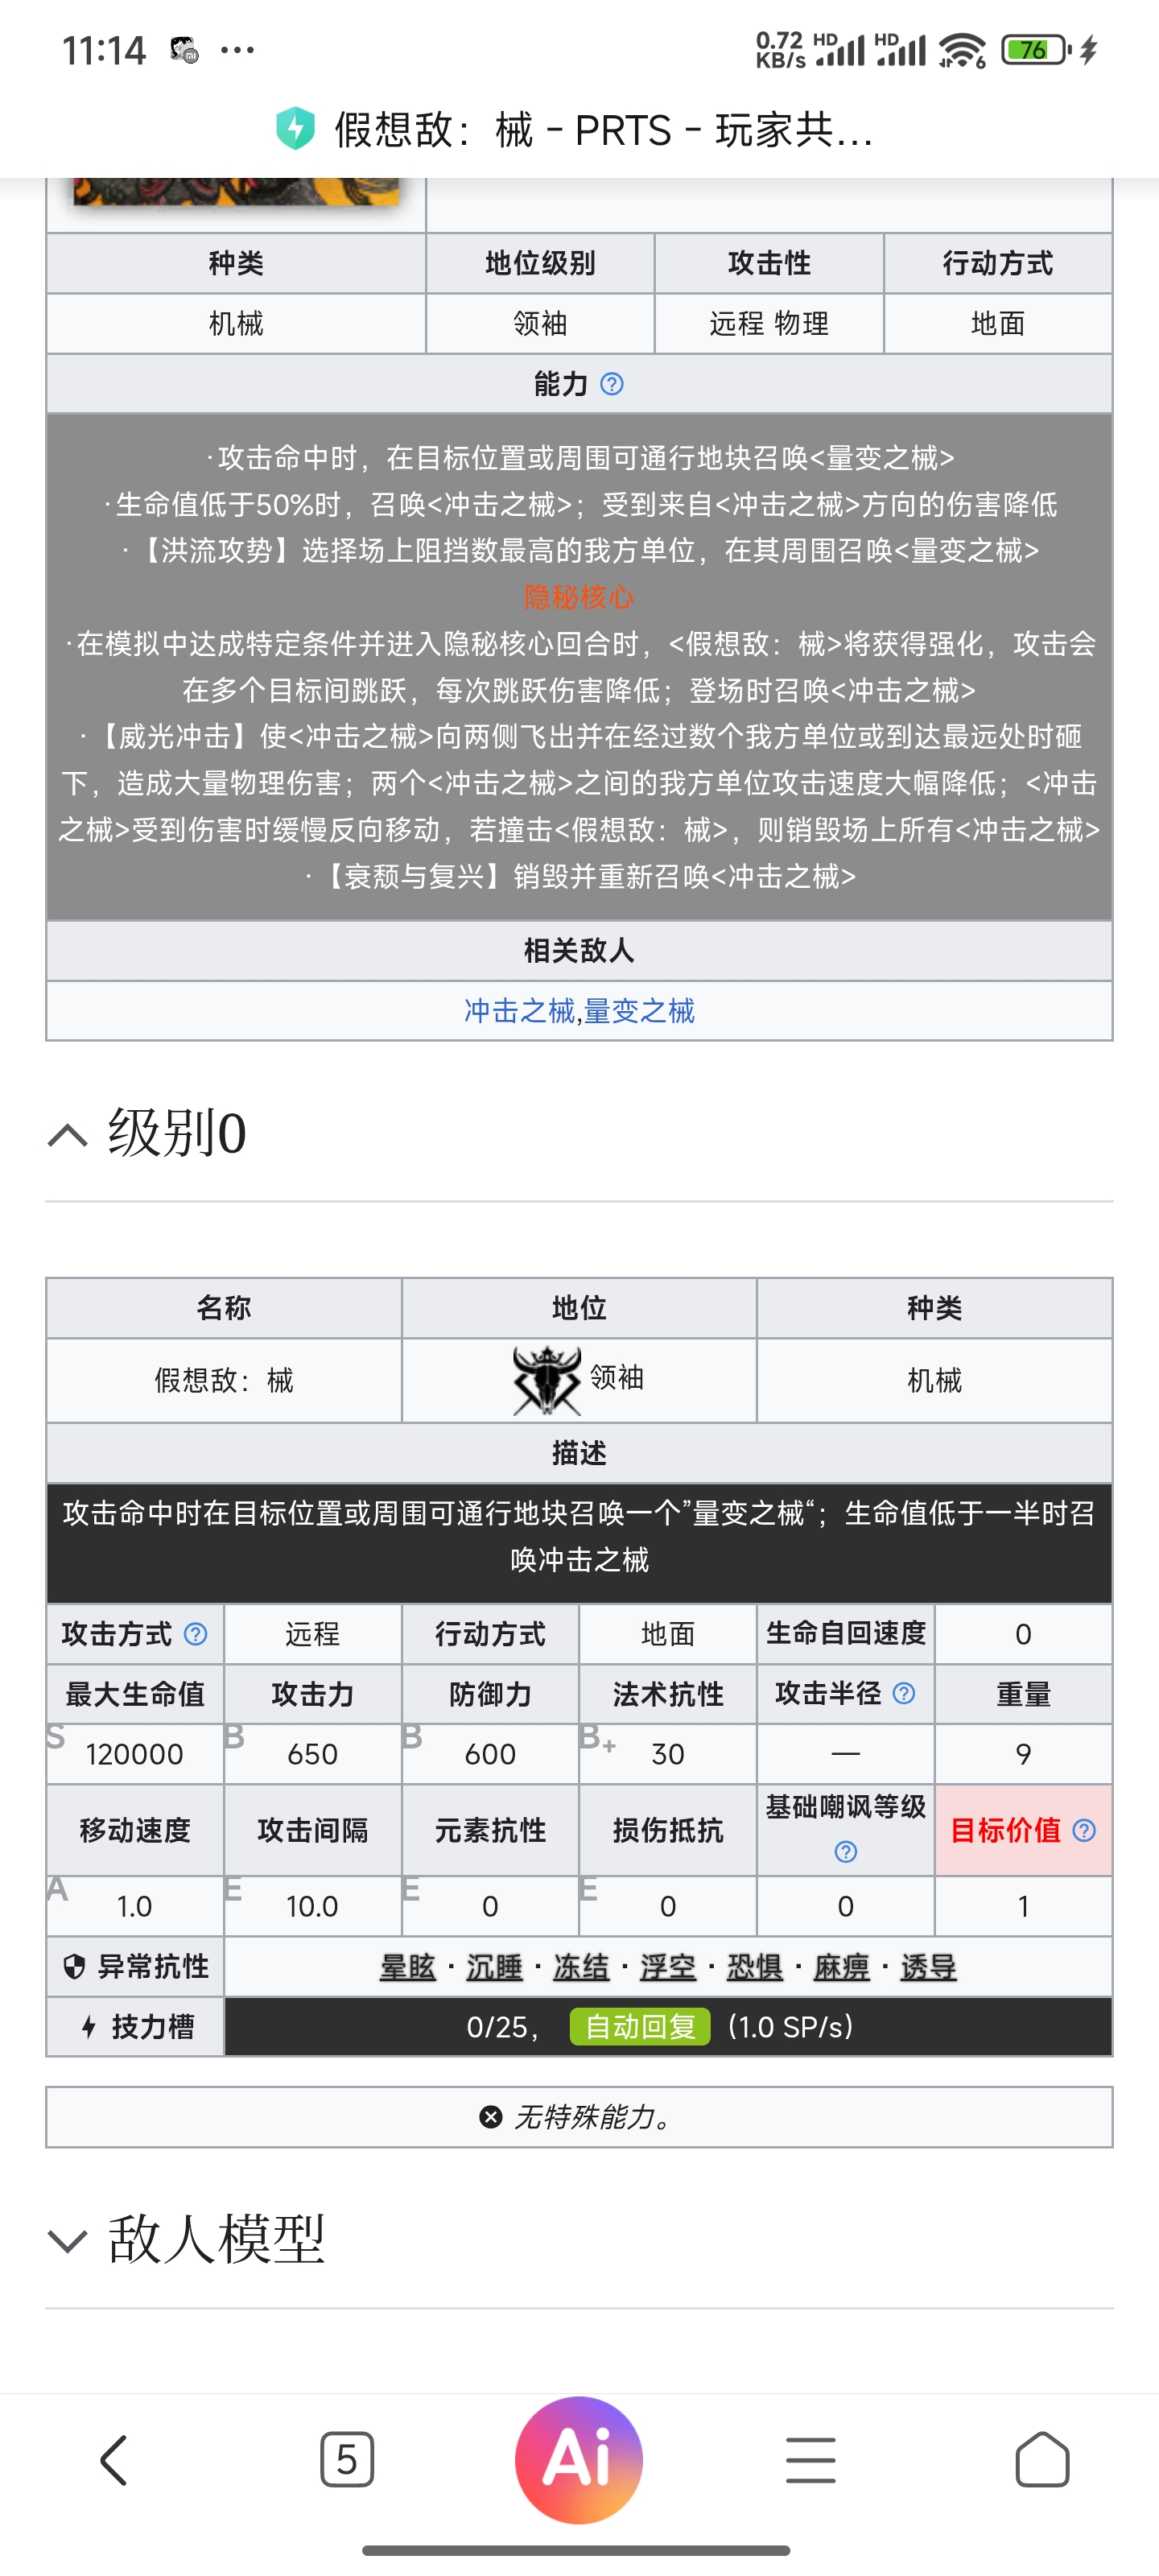 11:14 ... 0.72 KB/s HD HD 6 76
假想敌：械 - PRTS - 玩家共...
种类 地位级别 攻击性 行动方式
机械 领袖 远程 物理 地面
能力 ?
·攻击命中时，在目标位置或周围可通行地块召唤<量变之械>
·生命值低于50%时，召唤<冲击之械>；受到来自<冲击之械>方向的伤害降低
·【洪流攻势】选择场上阻挡数最高的我方单位，在其周围召唤<量变之械>
隐秘核心
·在模拟中达成特定条件并进入隐秘核心回合时，<假想敌：械>将获得强化，攻击会
在多个目标间跳跃，每次跳跃伤害降低；登场时召唤<冲击之械>
·【威光冲击】使<冲击之械>向两侧飞出并在经过数个我方单位或到达最远处时砸
下，造成大量物理伤害；两个<冲击之械>之间的我方单位攻击速度大幅降低；<冲击
之械>受到伤害时缓慢反向移动，若撞击<假想敌：械>，则销毁场上所有<冲击之械>
·【衰颓与复兴】销毁并重新召唤<冲击之械>
相关敌人
冲击之械,量变之械
级别0
名称 地位 种类
假想敌：械 领袖 机械
描述
攻击命中时在目标位置或周围可通行地块召唤一个”量变之械“；生命值低于一半时召
唤冲击之械
攻击方式 ? 远程 行动方式 地面 生命自回速度 0
最大生命值 攻击力 防御力 法术抗性 攻击半径 ? 重量
S 120000 B 650 B 600 B+ 30 — 9
移动速度 攻击间隔 元素抗性 损伤抵抗 基础嘲讽等级 ? 目标价值 ?
A 1.0 E 10.0 E 0 E 0 0 1
异常抗性 晕眩 · 沉睡 · 冻结 · 浮空 · 恐惧 · 麻痹 · 诱导
技力槽 0/25， 自动回复 (1.0 SP/s)
无特殊能力。
敌人模型
5 Ai